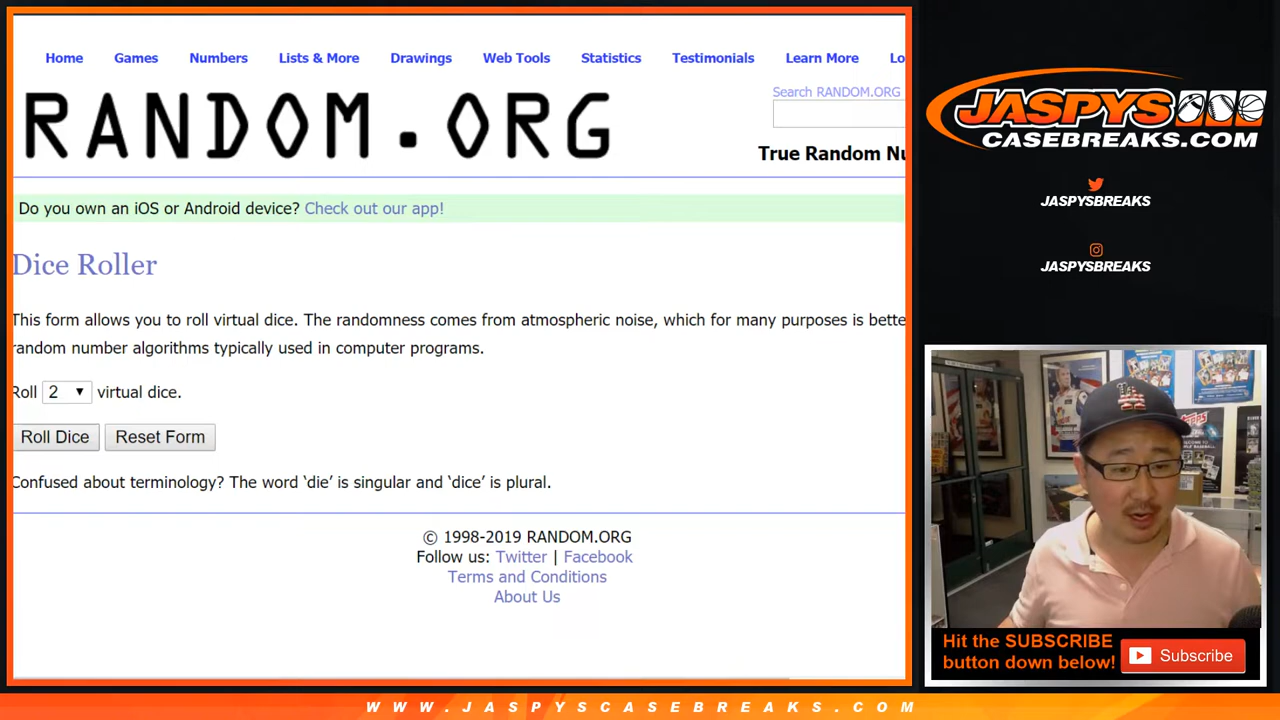 Home Games Numbers Lists & More Drawings Web Tools Statistics Testimonials Learn More Lo
Search RANDOM.ORG
RANDOM.ORG
True Random Nu
Do you own an iOS or Android device? Check out our app!
Dice Roller
This form allows you to roll virtual dice. The randomness comes from atmospheric noise, which for many purposes is bette
random number algorithms typically used in computer programs.
Roll 2 virtual dice.
Roll Dice Reset Form
Confused about terminology? The word ‘die’ is singular and ‘dice’ is plural.
© 1998-2019 RANDOM.ORG
Follow us: Twitter | Facebook
Terms and Conditions
About Us
JASPYS
CASEBREAKS.COM
JASPYSBREAKS
JASPYSBREAKS
Hit the SUBSCRIBE
button down below!
Subscribe
WWW.JASPYSCASEBREAKS.COM